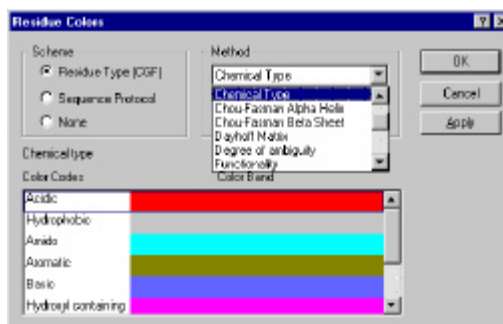 Residue Colors
Scheme
Residue Type (CGF)
Sequence Protocol
None
Method
Chemical Type
Chemical Type
Chou-Fasman Alpha Helix
Chou-Fasman Beta Sheet
Dayhoff Matrix
Degree of ambiguity
Functionality
OK
Cancel
Apply
Chemical type
Color Codes
Color Band
Acidic
Hydrophobic
Amido
Aromatic
Basic
Hydroxyl containing